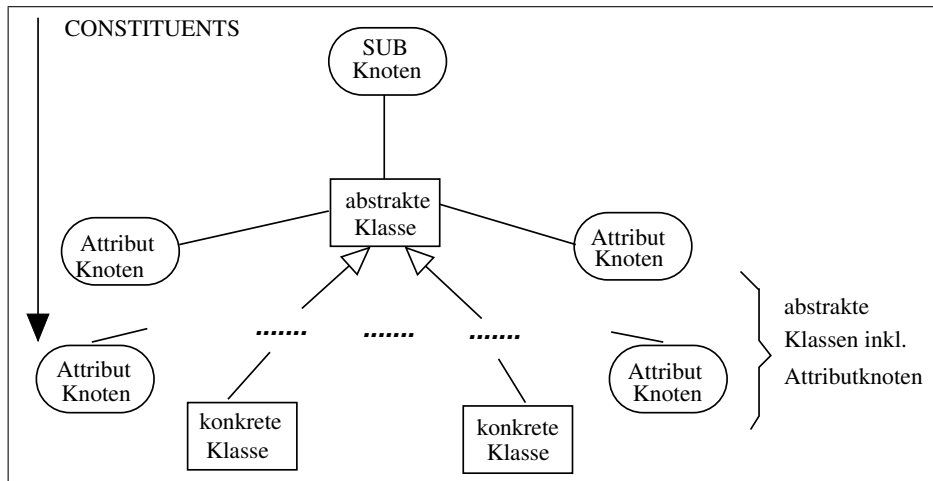 CONSTITUENTS
SUB
Knoten
abstrakte
Klasse
Attribut
Knoten
Attribut
Knoten
abstrakte
Klassen inkl.
Attributknoten
Attribut
Knoten
Attribut
Knoten
konkrete
Klasse
konkrete
Klasse